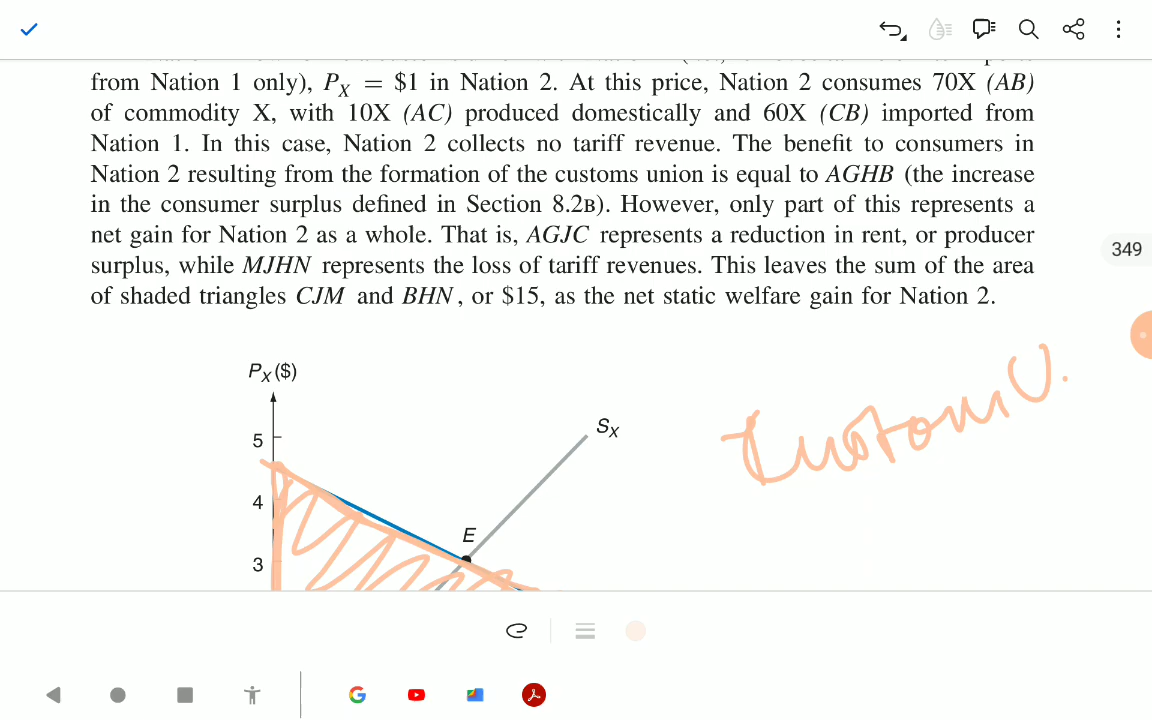 from Nation 1 only), PX = $1 in Nation 2. At this price, Nation 2 consumes 70X (AB)
of commodity X, with 10X (AC) produced domestically and 60X (CB) imported from
Nation 1. In this case, Nation 2 collects no tariff revenue. The benefit to consumers in
Nation 2 resulting from the formation of the customs union is equal to AGHB (the increase
in the consumer surplus defined in Section 8.2B). However, only part of this represents a
net gain for Nation 2 as a whole. That is, AGJC represents a reduction in rent, or producer
surplus, while MJHN represents the loss of tariff revenues. This leaves the sum of the area
of shaded triangles CJM and BHN, or $15, as the net static welfare gain for Nation 2.
349
PX ($)
5
SX
Custom U.
4
E
3